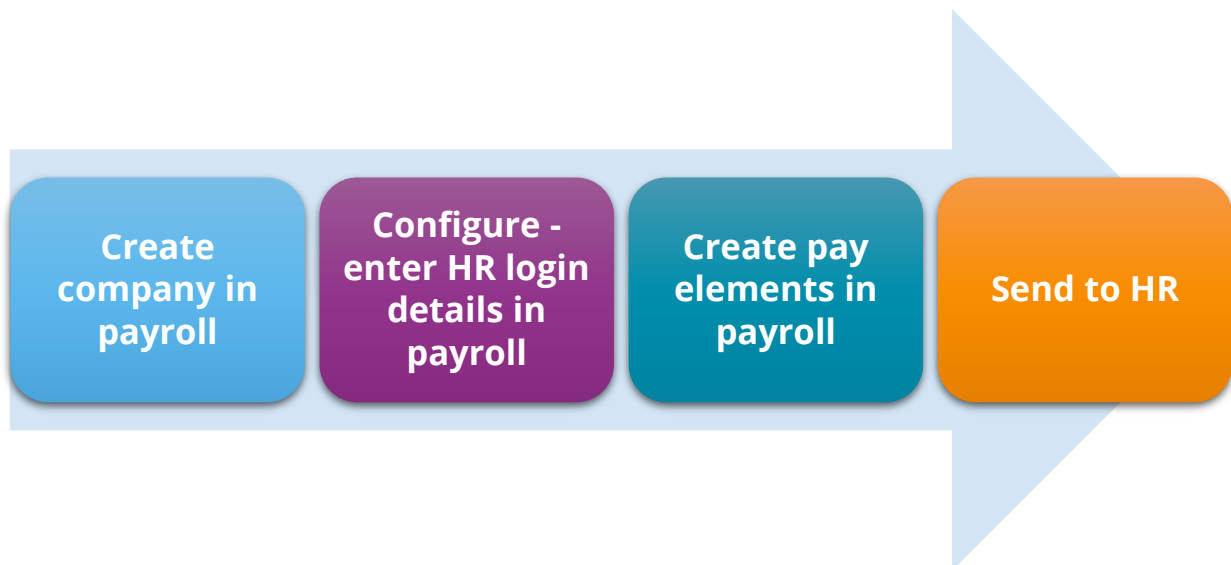 Create
company in
payroll
Configure -
enter HR login
details in
payroll
Create pay
elements in
payroll
Send to HR